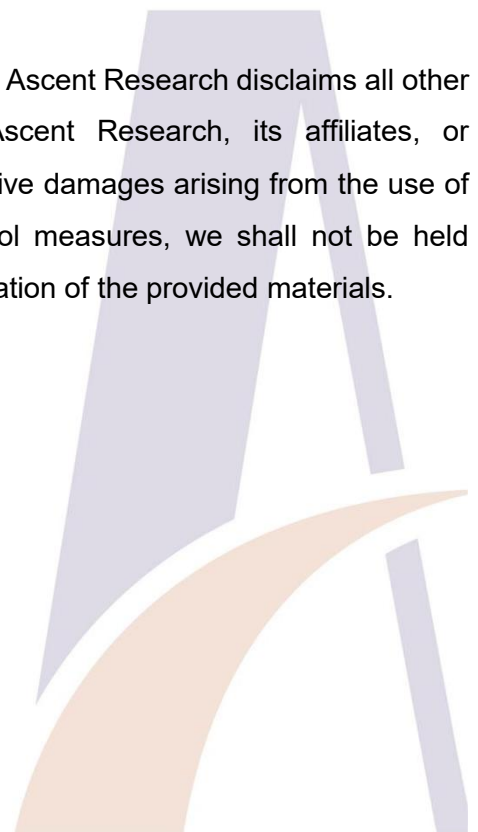 Ascent Research disclaims all other
Ascent Research, its affiliates, or
ive damages arising from the use of
ol measures, we shall not be held
ation of the provided materials.